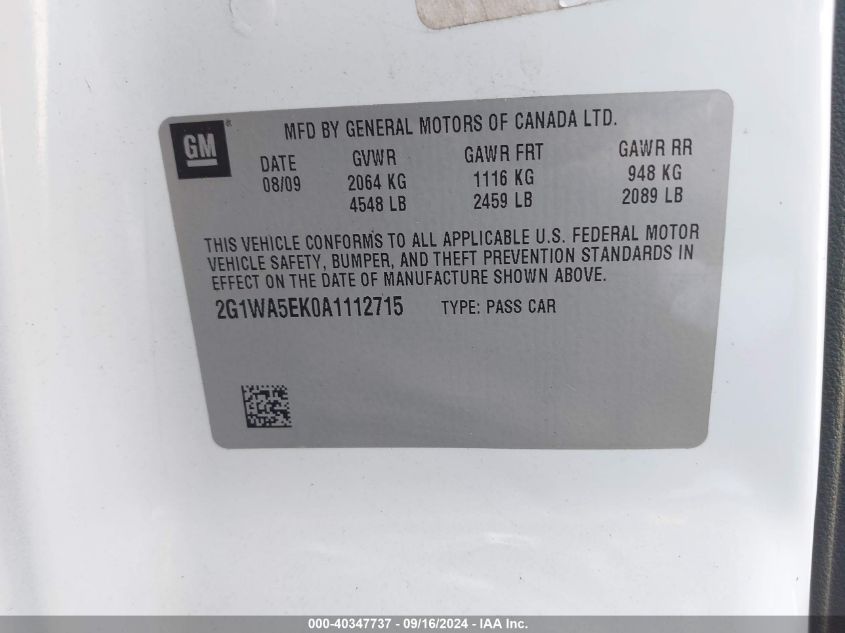 GM ®
MFD BY GENERAL MOTORS OF CANADA LTD.
DATE GVWR GAWR FRT GAWR RR
08/09 2064 KG 1116 KG 948 KG
4548 LB 2459 LB 2089 LB
THIS VEHICLE CONFORMS TO ALL APPLICABLE U.S. FEDERAL MOTOR
VEHICLE SAFETY, BUMPER, AND THEFT PREVENTION STANDARDS IN
EFFECT ON THE DATE OF MANUFACTURE SHOWN ABOVE.
2G1WA5EK0A1112715 TYPE: PASS CAR
000-40347737 - 09/16/2024 - IAA Inc.